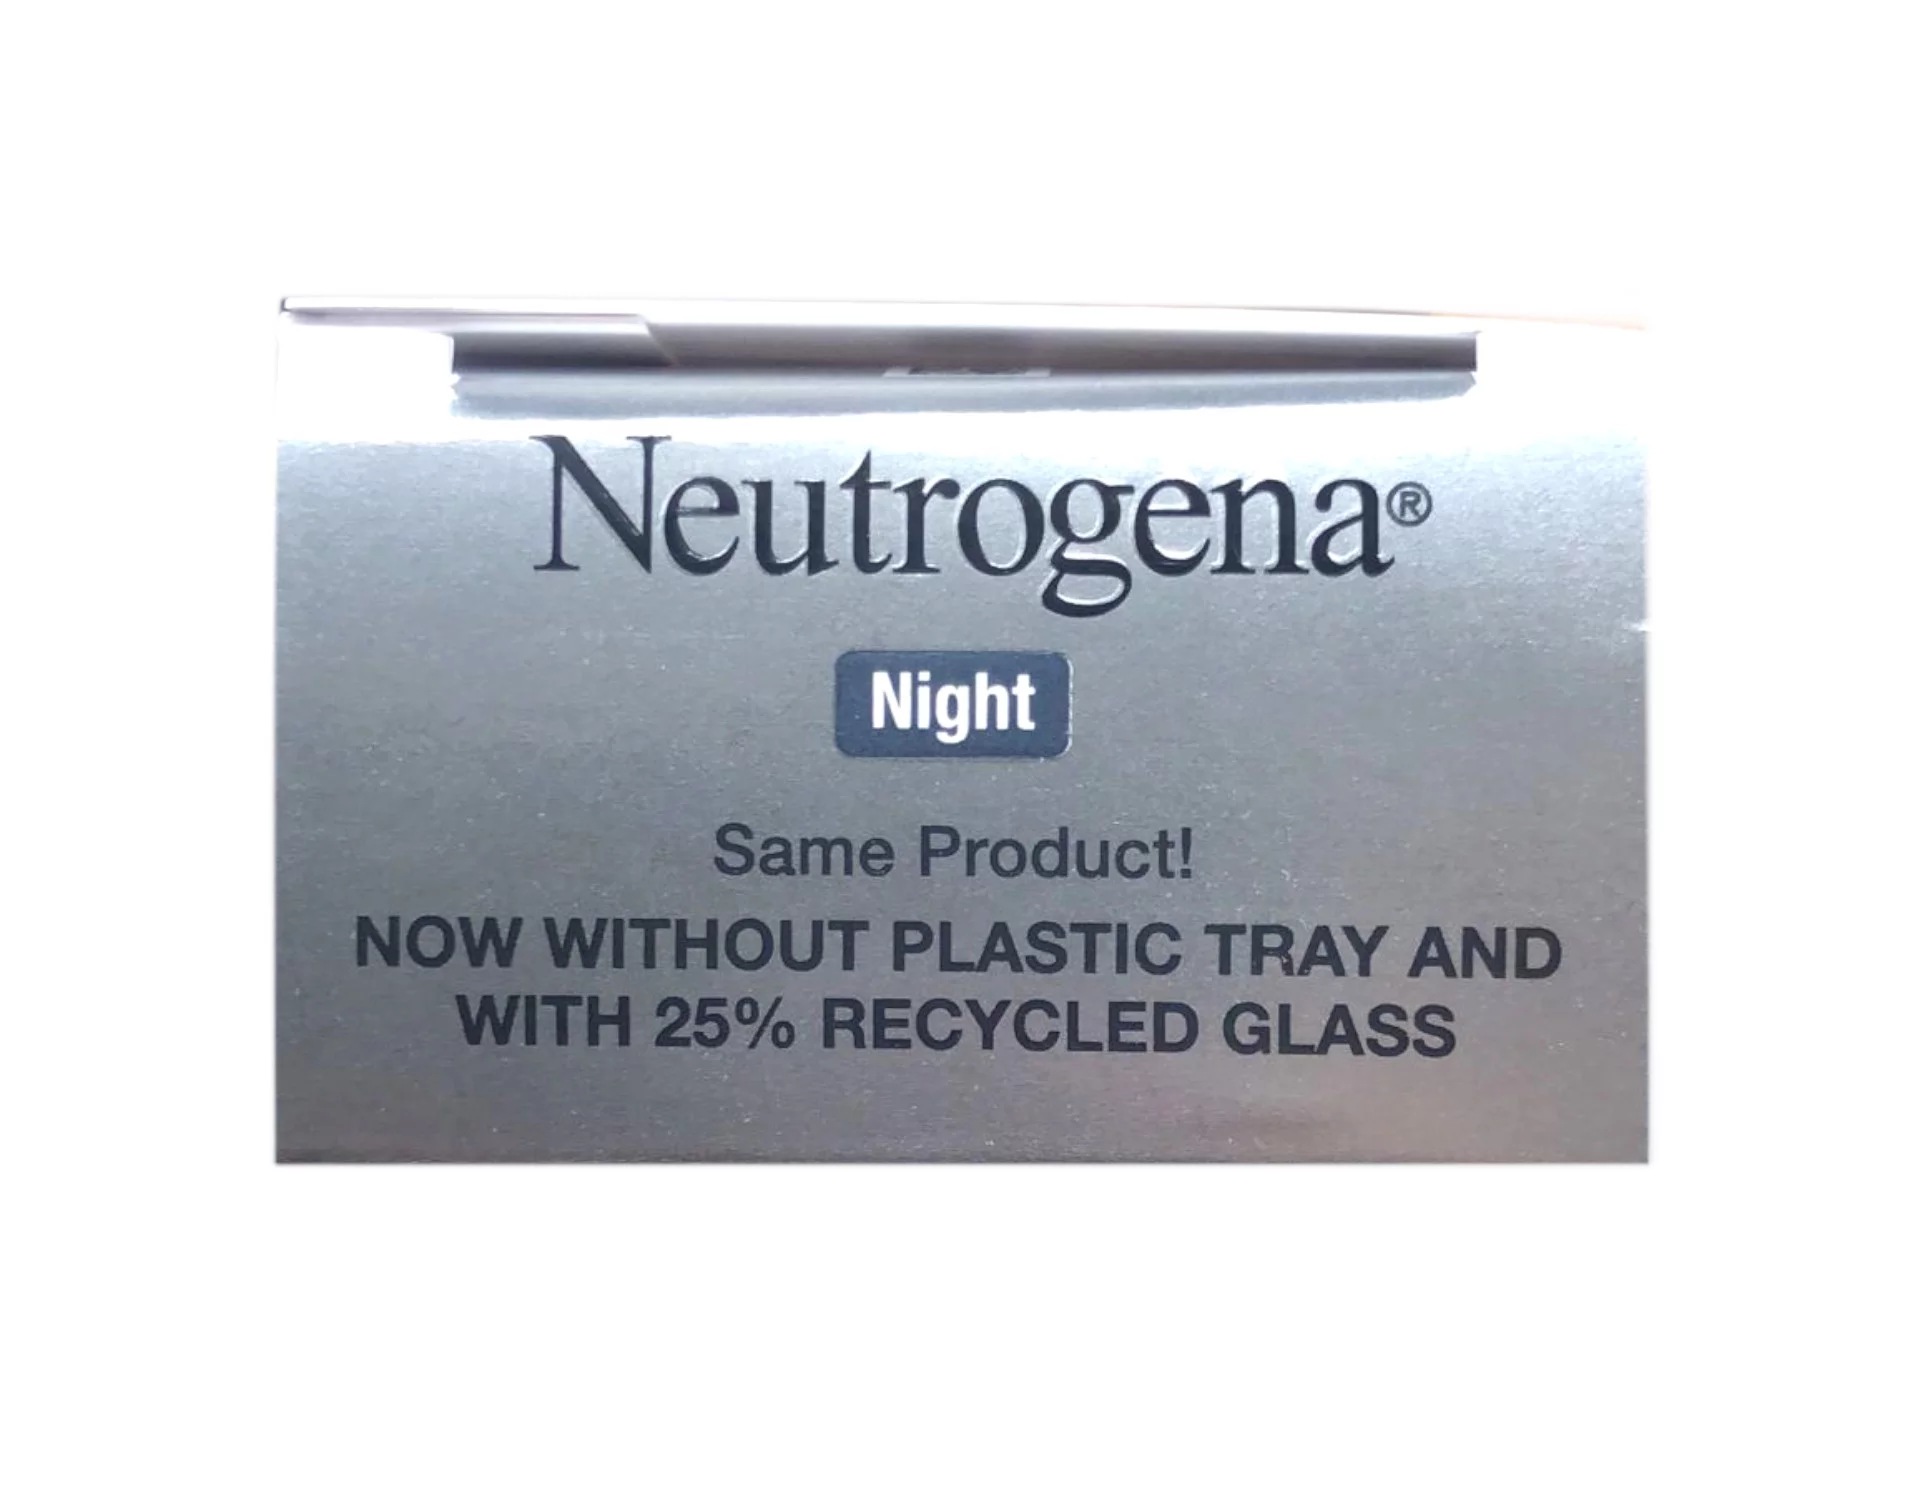 Neutrogena®
Night
Same Product!
NOW WITHOUT PLASTIC TRAY AND
WITH 25% RECYCLED GLASS